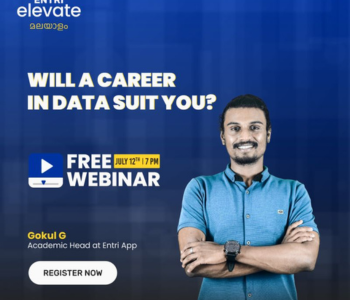 ENTRI
elevate
മലയാളം
WILL A CAREER
IN DATA SUIT YOU?
FREE
JULY 12TH | 7 PM
WEBINAR
Gokul G
Academic Head at Entri App
REGISTER NOW